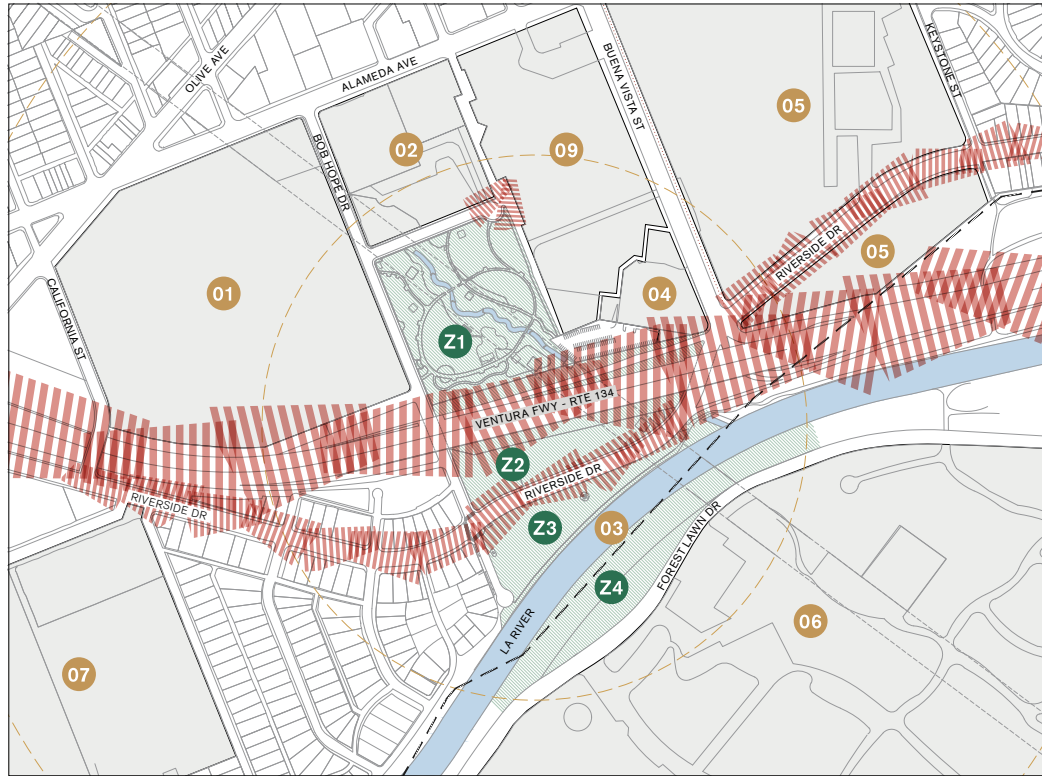 OLIVE AVE
ALAMEDA AVE
BUENA VISTA ST
KEYSTONE ST
05
02
09
BOB HOPE DR
RIVERSIDE DR
05
01
04
CALIFORNIA ST
Z1
VENTURA FWY - RTE 134
Z2
RIVERSIDE DR
RIVERSIDE DR
Z3
03
FOREST LAWN DR
Z4
LA RIVER
06
07